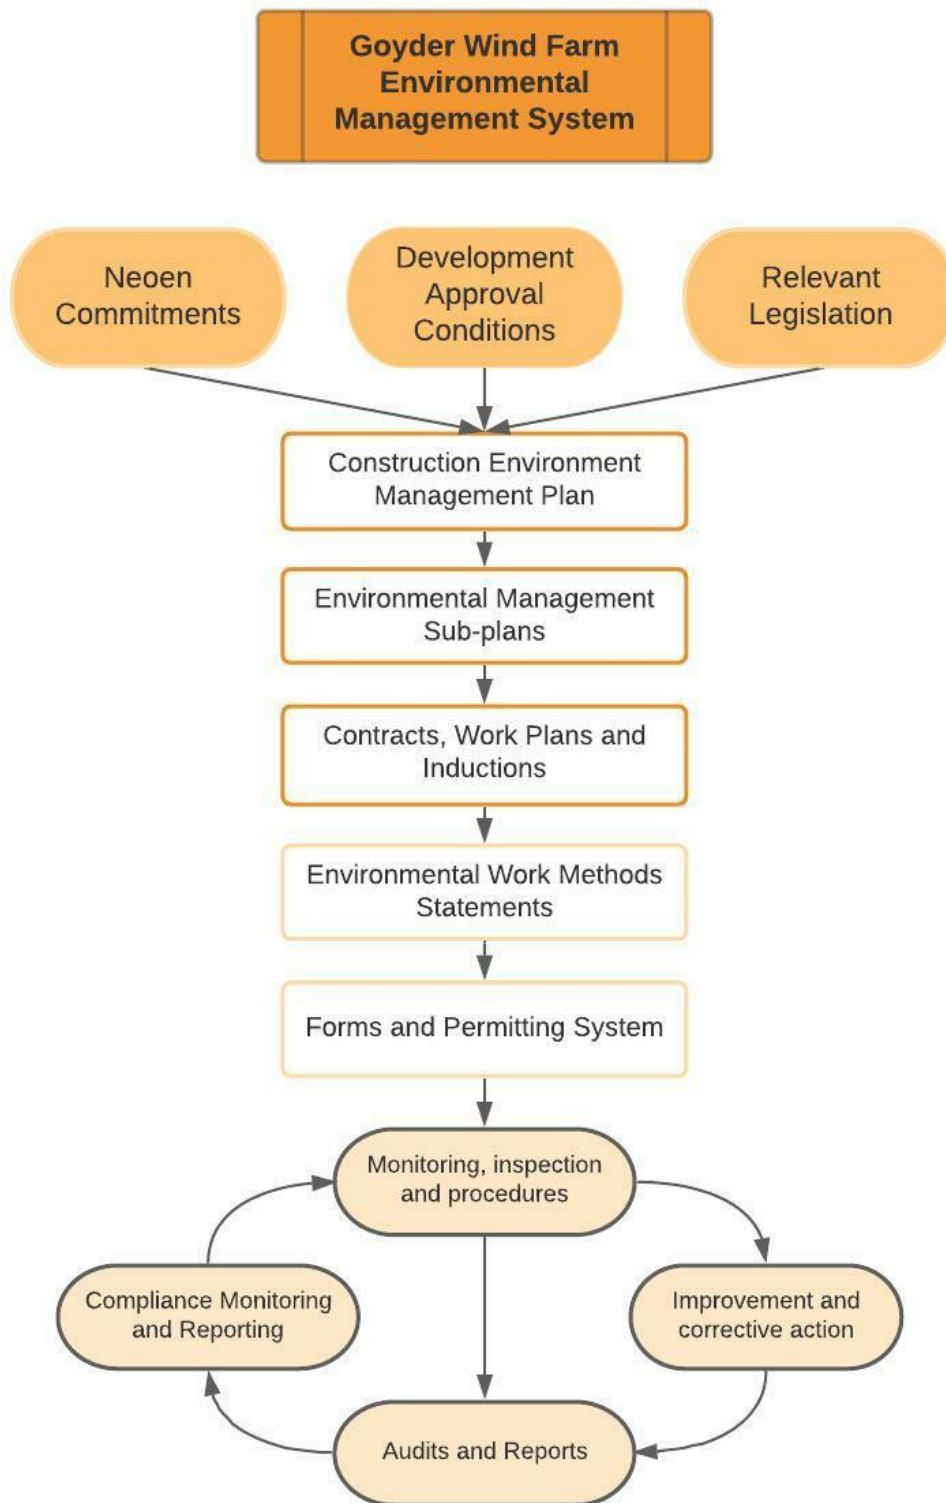 Goyder Wind Farm
Environmental
Management System
Neoen
Commitments
Development
Approval
Conditions
Relevant
Legislation
Construction Environment
Management Plan
Environmental Management
Sub-plans
Contracts, Work Plans and
Inductions
Environmental Work Methods
Statements
Forms and Permitting System
Monitoring, inspection
and procedures
Compliance Monitoring
and Reporting
Improvement and
corrective action
Audits and Reports